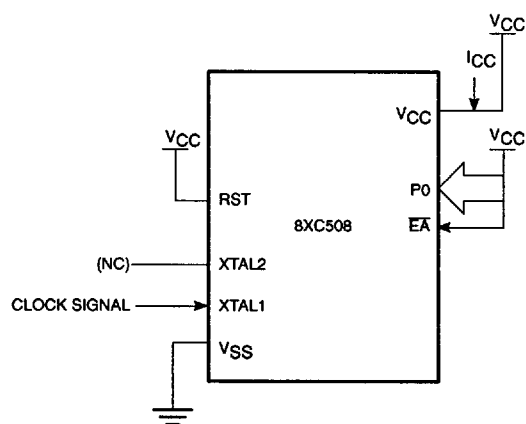 VCC
ICC
VCC
VCC
VCC
RST
P0
8XC508
EA
(NC)
XTAL2
CLOCK SIGNAL
XTAL1
VSS